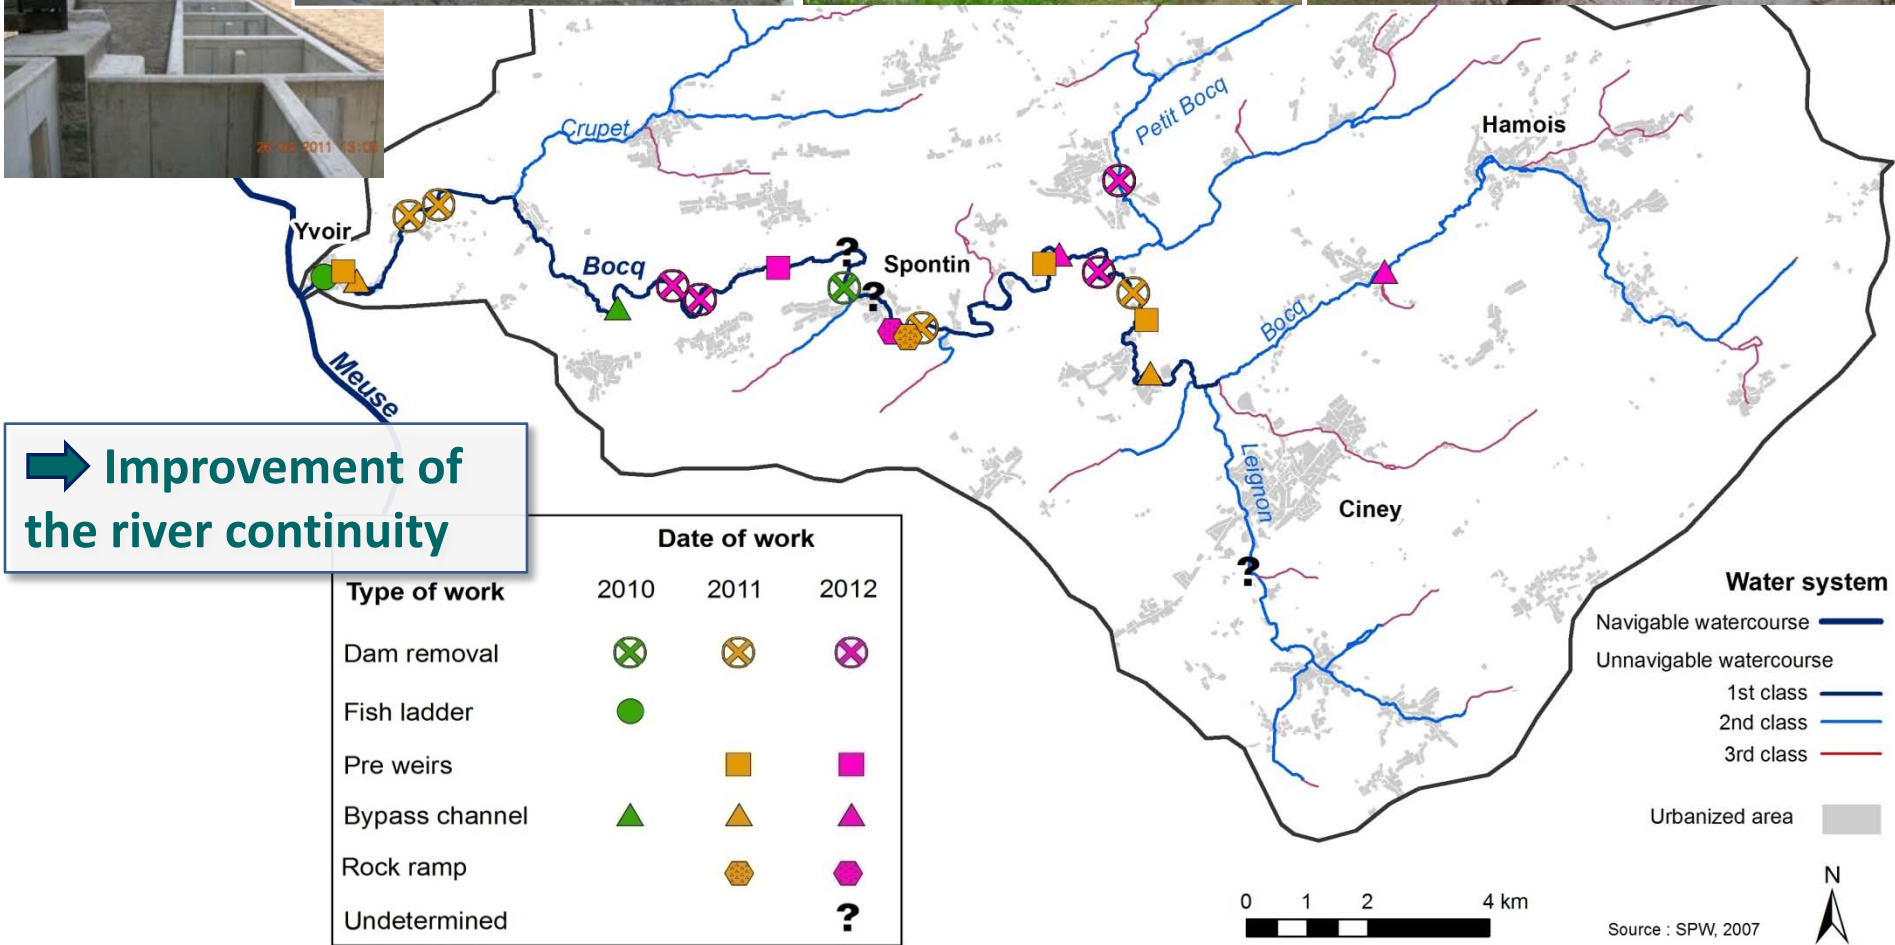 Crupet
Petit Bocq
Hamois
Yvoir
Bocq
Spontin
Bocq
Meuse
Leignon
Ciney
Improvement of
the river continuity
Date of work
Type of work 2010 2011 2012
Dam removal
Fish ladder
Pre weirs
Bypass channel
Rock ramp
Undetermined ?
?
?
?
Water system
Navigable watercourse
Unnavigable watercourse
1st class
2nd class
3rd class
Urbanized area
0 1 2 4 km
N
Source : SPW, 2007